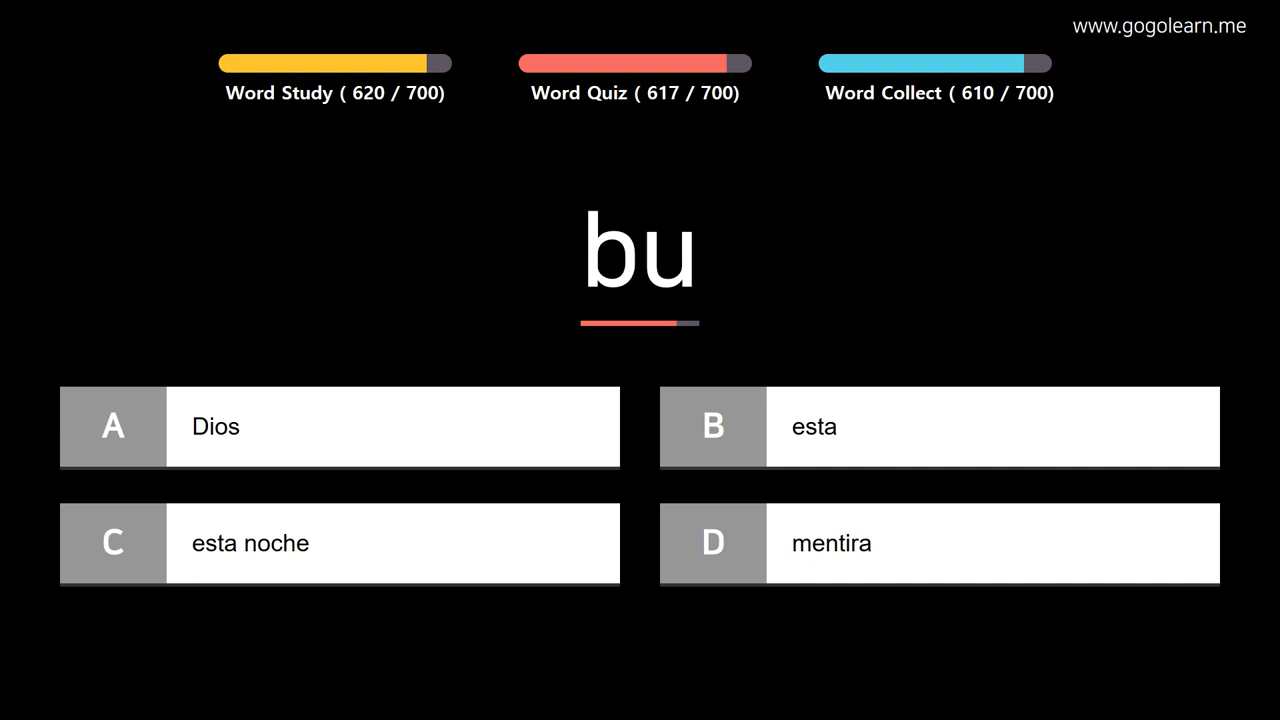 www.gogolearn.me
Word Study ( 620 / 700)
Word Quiz ( 617 / 700)
Word Collect ( 610 / 700)
bu
A Dios
B esta
C esta noche
D mentira